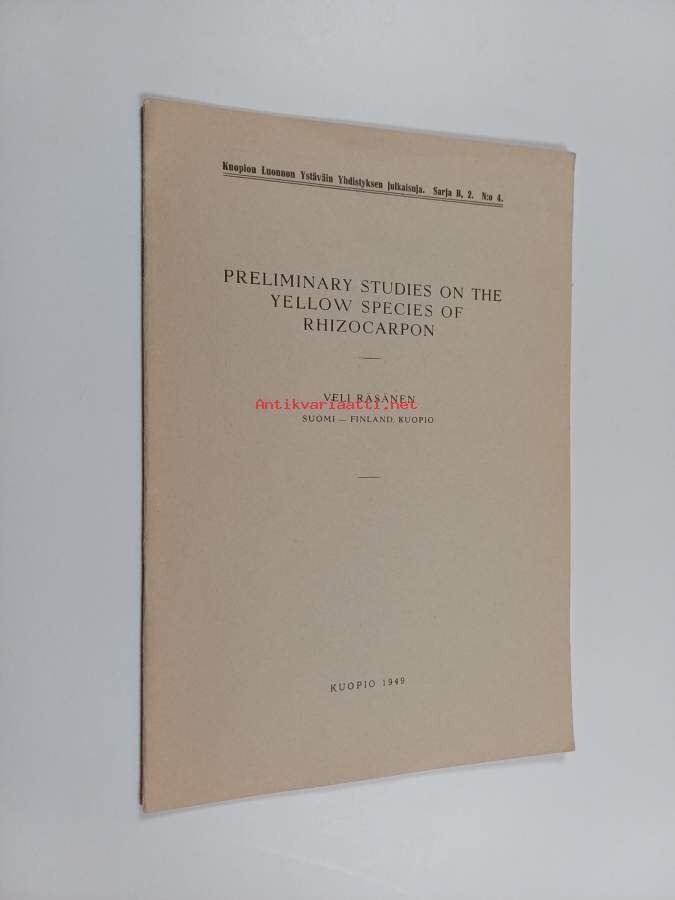 Kuopion Luonnon Ystäväin Yhdistyksen julkaisuja. Sarja B, 2. N:o 4.
PRELIMINARY STUDIES ON THE
YELLOW SPECIES OF
RHIZOCARPON
VELI RÄSÄNEN
Antikvariaatti.net
SUOMI — FINLAND, KUOPIO
KUOPIO 1949